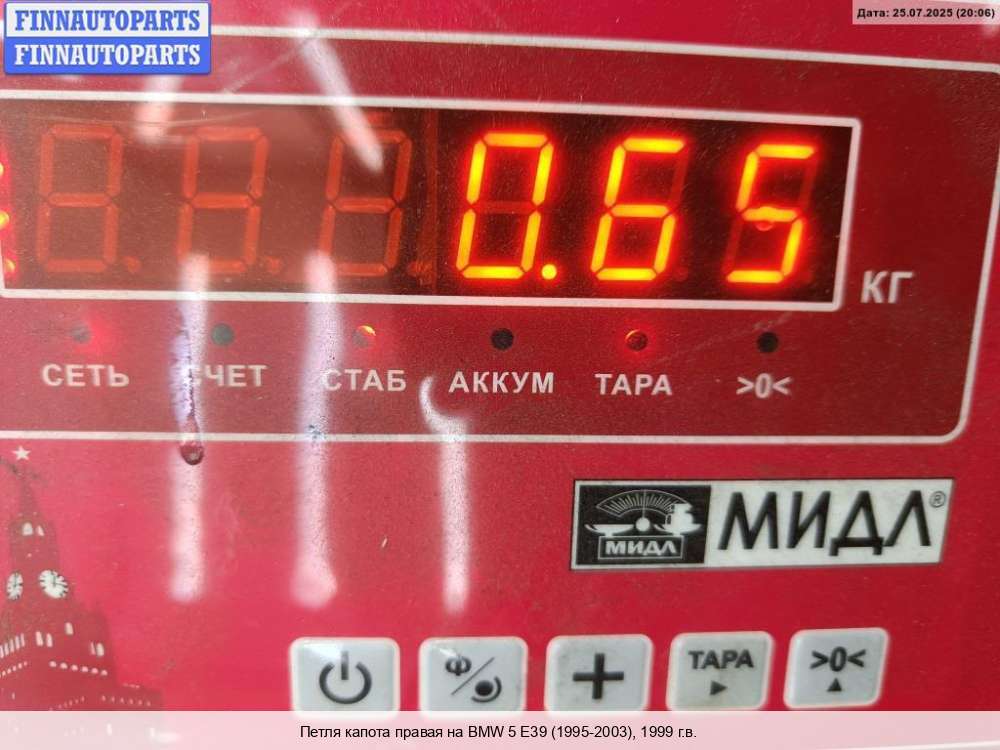 FINNAUTOPARTS
FINNAUTOPARTS
Дата: 25.07.2025 (20:06)
0.65
КГ
СЕТЬ СЧЕТ СТАБ АККУМ ТАРА >0<
МИДЛ МИДЛ®
Ф/ + ТАРА >0<
Петля капота правая на BMW 5 E39 (1995-2003), 1999 г.в.